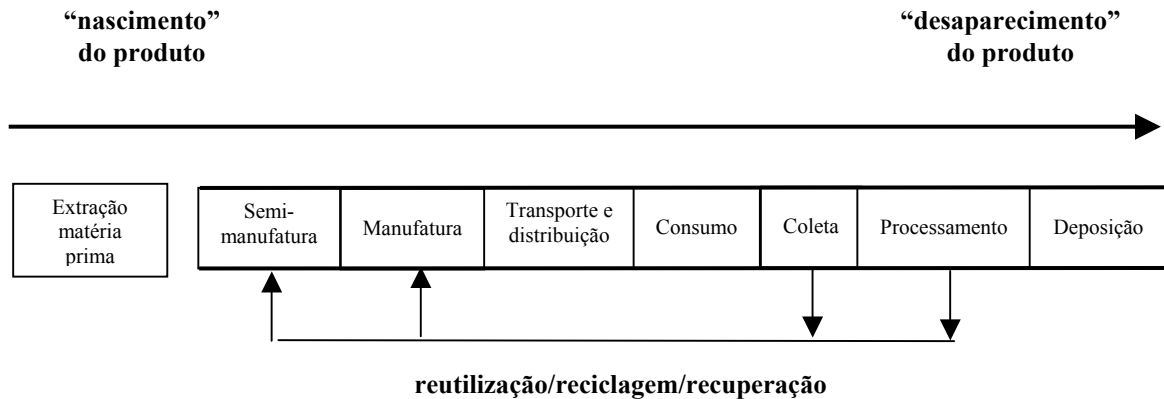 “nascimento”
do produto
“desaparecimento”
do produto
Extração
matéria
prima
Semi-
manufatura
Manufatura
Transporte e
distribuição
Consumo
Coleta
Processamento
Deposição
reutilização/reciclagem/recuperação